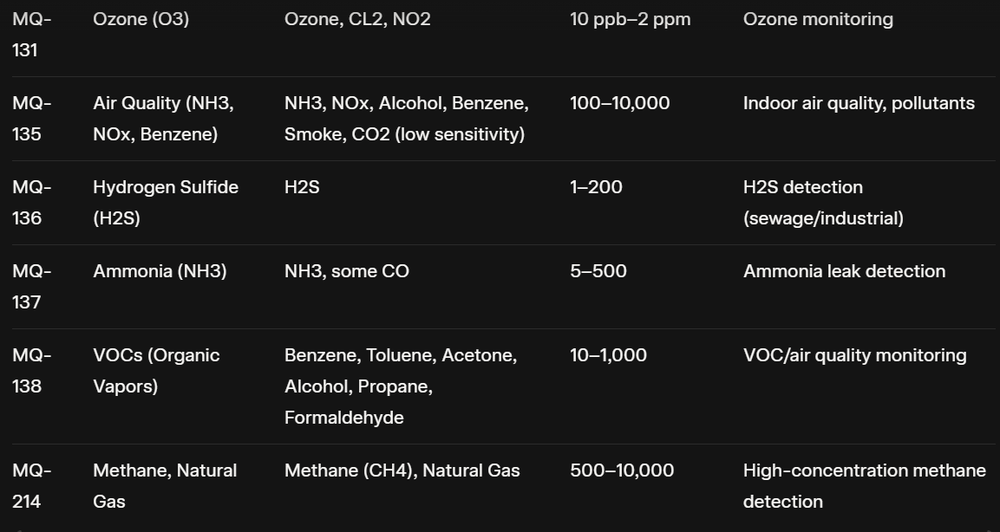 MQ- Ozone (O3) Ozone, CL2, NO2 10 ppb–2 ppm Ozone monitoring
131
MQ- Air Quality (NH3, NH3, NOx, Alcohol, Benzene, 100–10,000 Indoor air quality, pollutants
135 NOx, Benzene) Smoke, CO2 (low sensitivity)
MQ- Hydrogen Sulfide H2S 1–200 H2S detection
136 (H2S) (sewage/industrial)
MQ- Ammonia (NH3) NH3, some CO 5–500 Ammonia leak detection
137
MQ- VOCs (Organic Benzene, Toluene, Acetone, 10–1,000 VOC/air quality monitoring
138 Vapors) Alcohol, Propane,
Formaldehyde
MQ- Methane, Natural Methane (CH4), Natural Gas 500–10,000 High-concentration methane
214 Gas detection